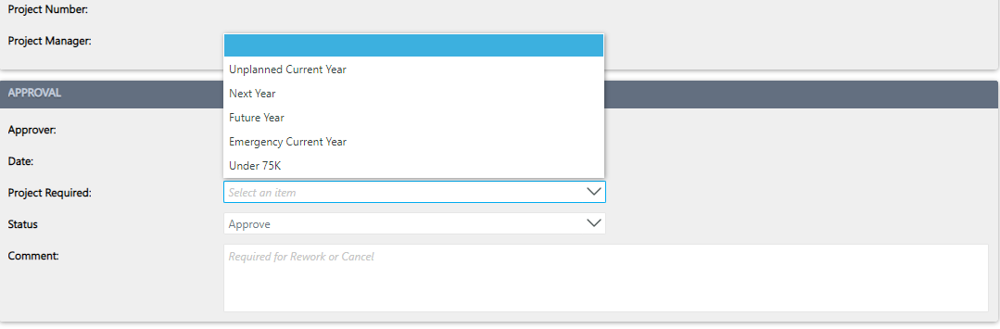 Project Number:
Project Manager:
Unplanned Current Year
Next Year
Future Year
Emergency Current Year
Under 75K
APPROVAL
Approver:
Date:
Project Required:
Select an item
Status
Approve
Comment:
Required for Rework or Cancel